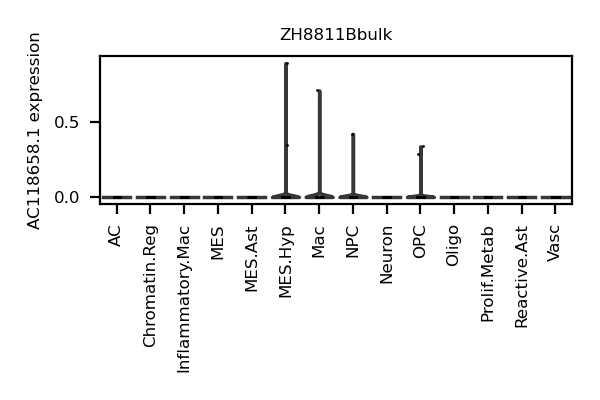 ZH8811Bbulk
AC118658.1 expression
0.5
0.0
AC
Chromatin.Reg
Inflammatory.Mac
MES
MES.Ast
MES.Hyp
Mac
NPC
Neuron
OPC
Oligo
Prolif.Metab
Reactive.Ast
Vasc